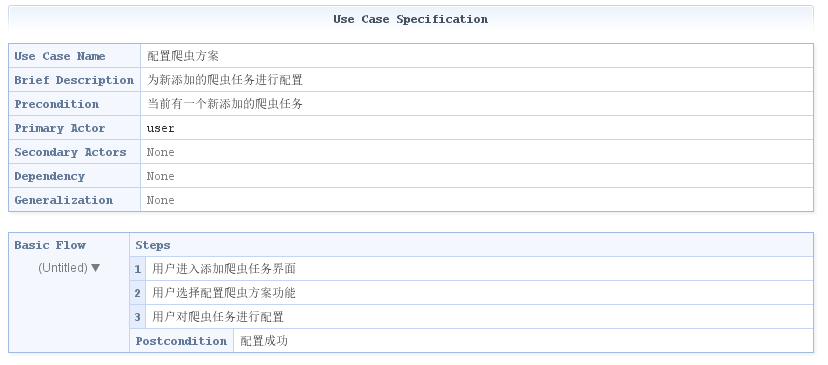 Use Case Specification
Use Case Name 配置爬虫方案
Brief Description 为新添加的爬虫任务进行配置
Precondition 当前有一个新添加的爬虫任务
Primary Actor user
Secondary Actors None
Dependency None
Generalization None
Basic Flow Steps
(Untitled) ▼ 1 用户进入添加爬虫任务界面
2 用户选择配置爬虫方案功能
3 用户对爬虫任务进行配置
Postcondition 配置成功